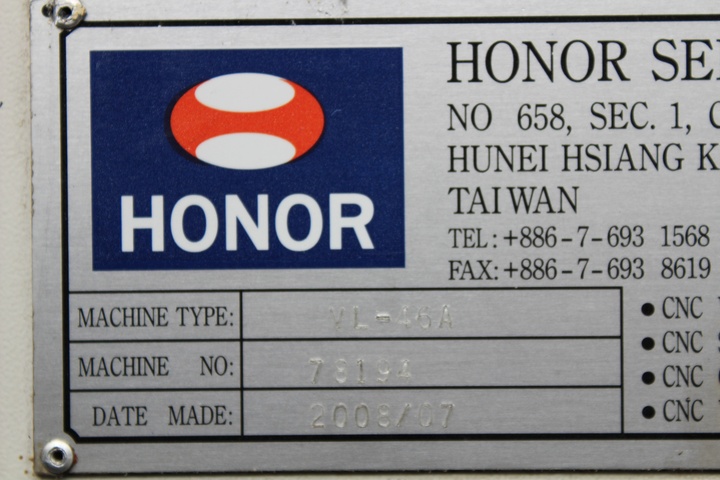 HONOR
HONOR SE
NO 658, SEC. 1,
HUNEI HSIANG K
TAIWAN
TEL: +886-7-693 1568
FAX: +886-7-693 8619
MACHINE TYPE: VL-46A
MACHINE NO: 73194
DATE MADE: 2008/07
● CNC
● CNC
● CNC
● CNC